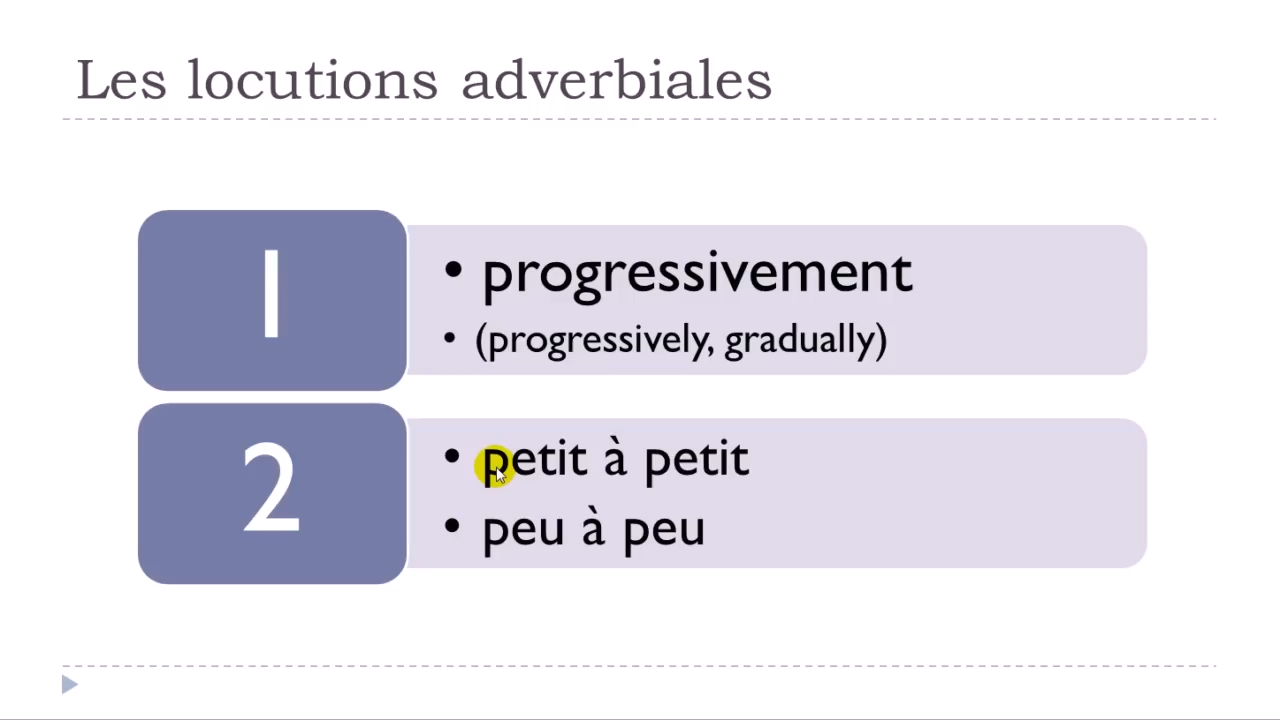 Les locutions adverbiales
1
• progressivement
• (progressively, gradually)
2
• petit à petit
• peu à peu